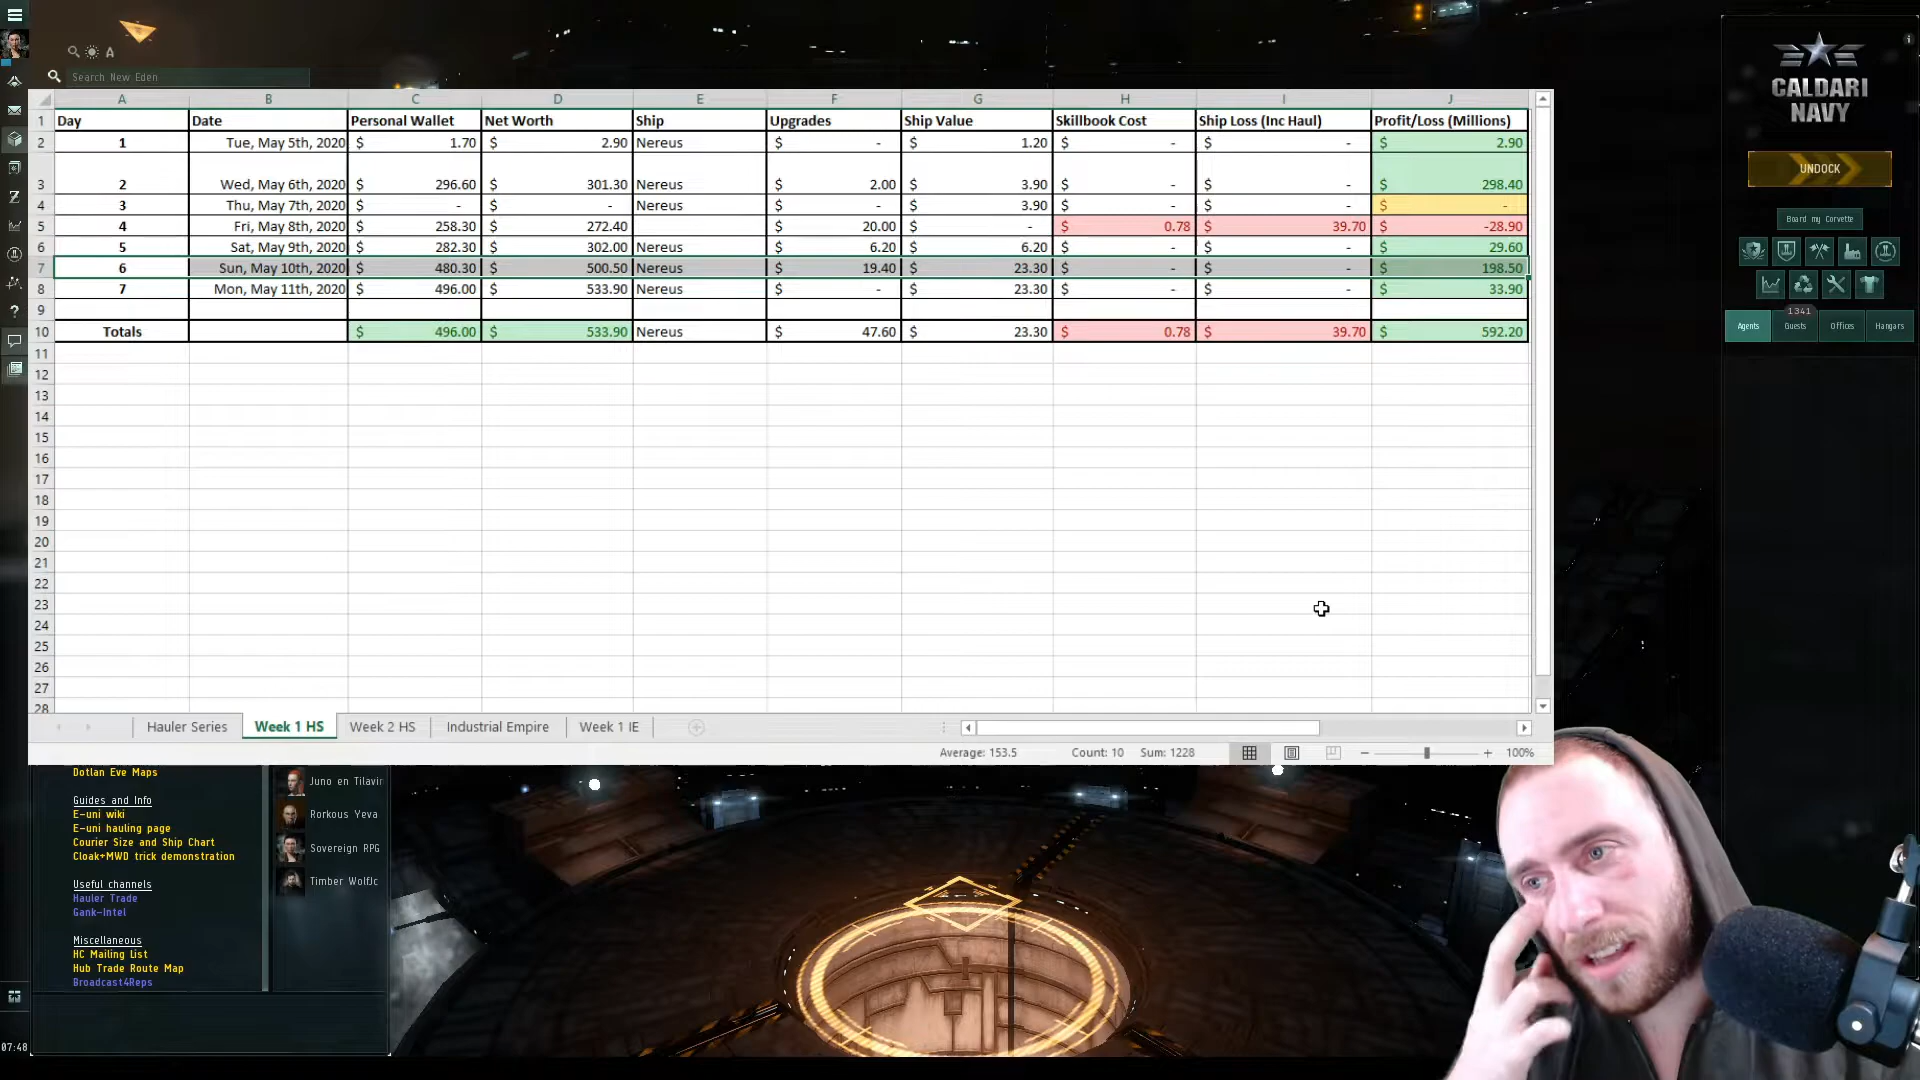 A
Search New Eden
A B C D E F G H I J
1 Day Date Personal Wallet Net Worth Ship Upgrades Ship Value Skillbook Cost Ship Loss (Inc Haul) Profit/Loss (Millions)
2 1 Tue, May 5th, 2020 $ 1.70 $ 2.90 Nereus $ - $ 1.20 $ - $ - $ 2.90
3 2 Wed, May 6th, 2020 $ 296.60 $ 301.30 Nereus $ 2.00 $ 3.90 $ - $ - $ 298.40
4 3 Thu, May 7th, 2020 $ - $ - Nereus $ - $ 3.90 $ - $ - $ -
5 4 Fri, May 8th, 2020 $ 258.30 $ 272.40 $ 20.00 $ - $ 0.78 $ 39.70 $ -28.90
6 5 Sat, May 9th, 2020 $ 282.30 $ 302.00 Nereus $ 6.20 $ 6.20 $ - $ - $ 29.60
7 6 Sun, May 10th, 2020 $ 480.30 $ 500.50 Nereus $ 19.40 $ 23.30 $ - $ - $ 198.50
8 7 Mon, May 11th, 2020 $ 496.00 $ 533.90 Nereus $ - $ 23.30 $ - $ - $ 33.90
9
10 Totals $ 496.00 $ 533.90 Nereus $ 47.60 $ 23.30 $ 0.78 $ 39.70 $ 592.20
11
12
13
14
15
16
17
18
19
20
21
22
23
24
25
26
27
28
Hauler Series Week 1 HS Week 2 HS Industrial Empire Week 1 IE
Average: 153.5 Count: 10 Sum: 1228 100%
CALDARI
NAVY
UNDOCK
Board my Corvette
1341
Agents Guests Offices Hangars
Dotlan Eve Maps
Guides and Info
E-uni wiki
E-uni hauling page
Courier Size and Ship Chart
Cloak+MWD trick demonstration
Useful channels
Hauler Trade
Gank-Intel
Miscellaneous
HC Mailing List
Hub Trade Route Map
Broadcast4Reps
Juno en Tilavir
Rorkous Yeva
Sovereign RPG
Timber WolfJc
07:48